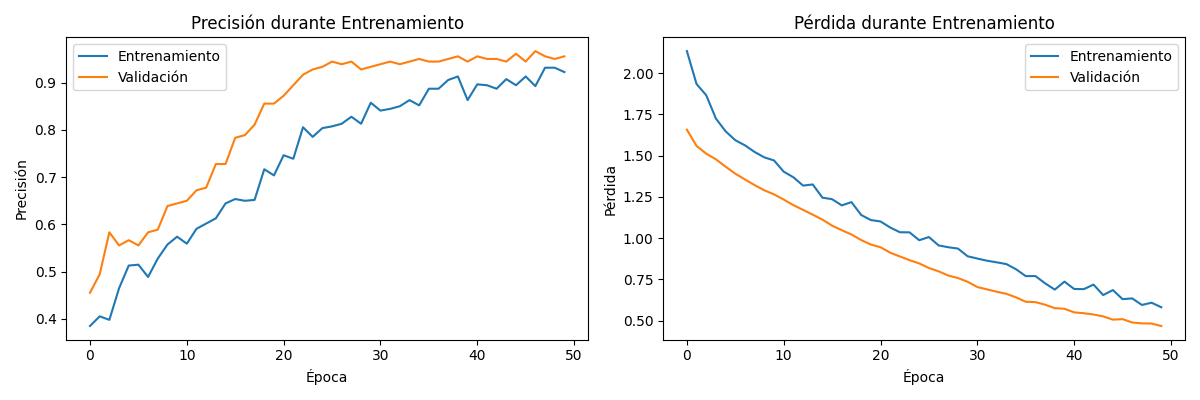 Precisión durante Entrenamiento
Entrenamiento
Validación
Precisión
0.9
0.8
0.7
0.6
0.5
0.4
0 10 20 30 40 50
Época
Pérdida durante Entrenamiento
Entrenamiento
Validación
Pérdida
2.00
1.75
1.50
1.25
1.00
0.75
0.50
0 10 20 30 40 50
Época